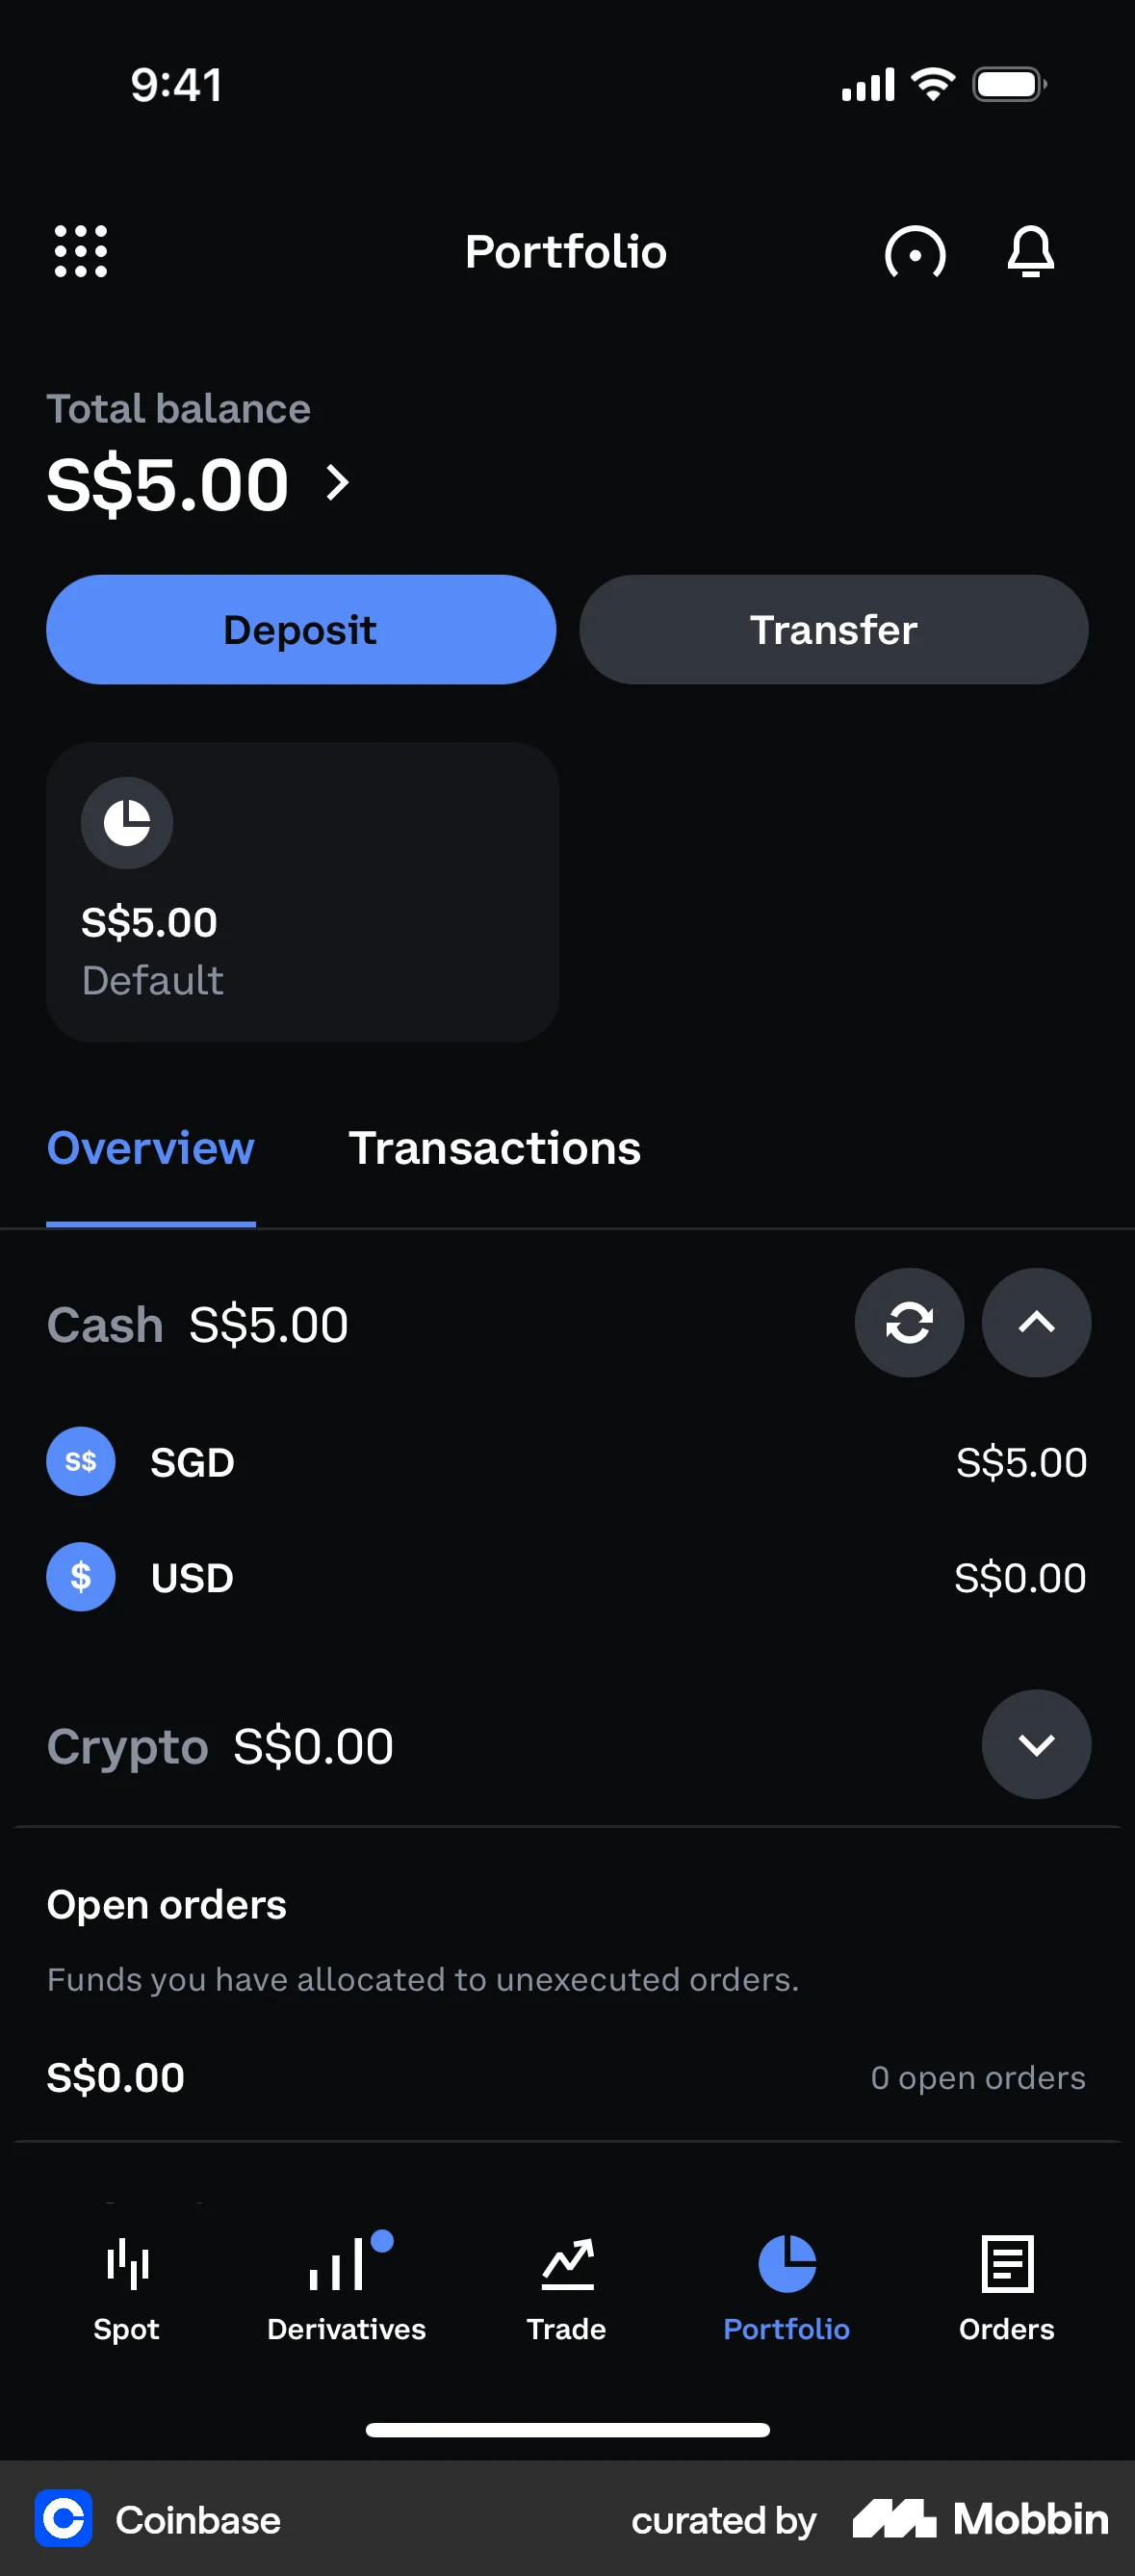 9:41
Portfolio
Total balance
S$5.00
Deposit
Transfer
S$5.00
Default
Overview
Transactions
Cash S$5.00
S$ SGD S$5.00
$ USD S$0.00
Crypto S$0.00
Open orders
Funds you have allocated to unexecuted orders.
S$0.00
0 open orders
Spot
Derivatives
Trade
Portfolio
Orders
Coinbase
curated by Mobbin